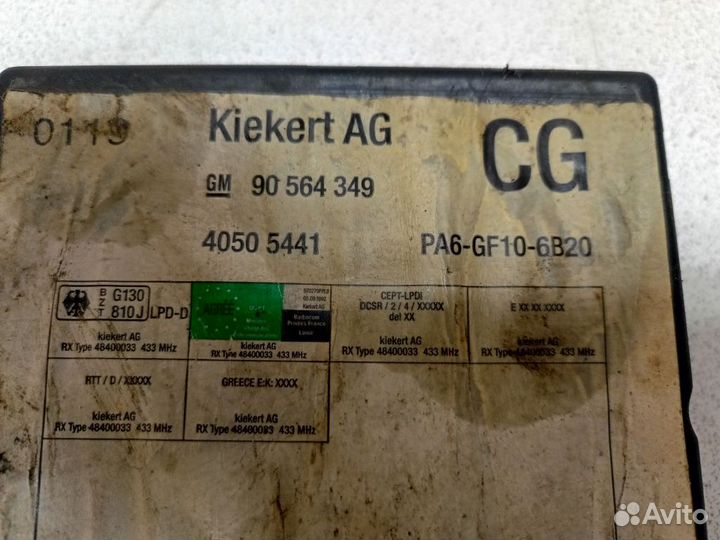 0119
Kiekert AG
CG
GM 90 564 349
4050 5441
PA6-GF10-6B20
BZT G130 810J LPD-D
kiekert AG
RX Type 48400033 433 MHz
AGREE
kiekert AG
RX Type 48400033 433 MHz
CEPT-LPDI
DCSR / 2 / 4 / XXXXX
del XX
kiekert AG
RX Type 48400033 433 MHz
E XX XX XXXX
kiekert AG
RX Type 48400033 433 MHz
RTT / D / XXXXX
kiekert AG
RX Type 48400033 433 MHz
GREECE E:K: XXXX
kiekert AG
RX Type 48400033 433 MHz
Avito